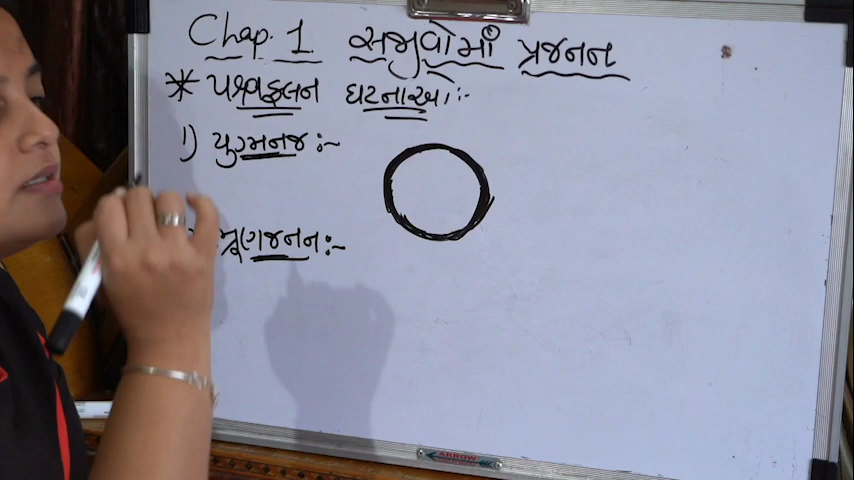 Chap. 1 સજીવોમાં પ્રજનન
* પશ્ચફલન ઘટનાઓ :-
1) યુગ્મનજ :-
ભ્રૂણજનન :-
ARROW